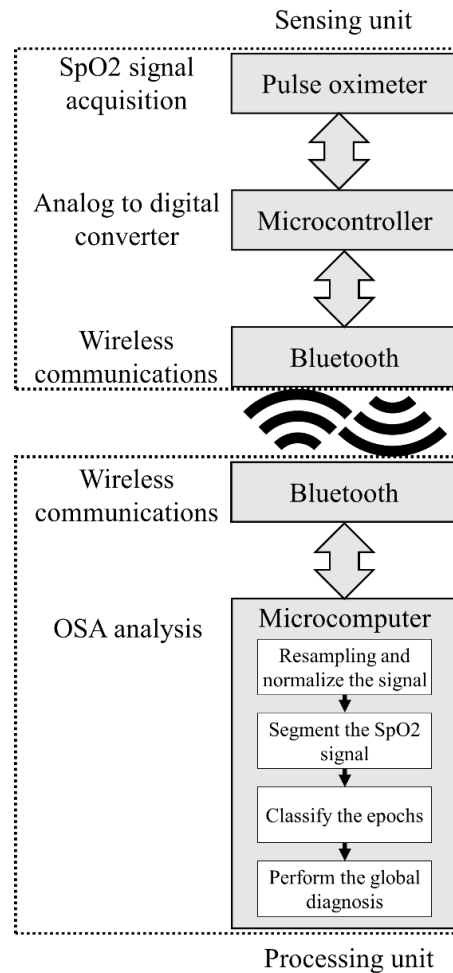 Sensing unit
SpO2 signal
acquisition
Pulse oximeter
Analog to digital
converter
Microcontroller
Wireless
communications
Bluetooth
Wireless
communications
Bluetooth
OSA analysis
Microcomputer
Resampling and
normalize the signal
Segment the SpO2
signal
Classify the epochs
Perform the global
diagnosis
Processing unit